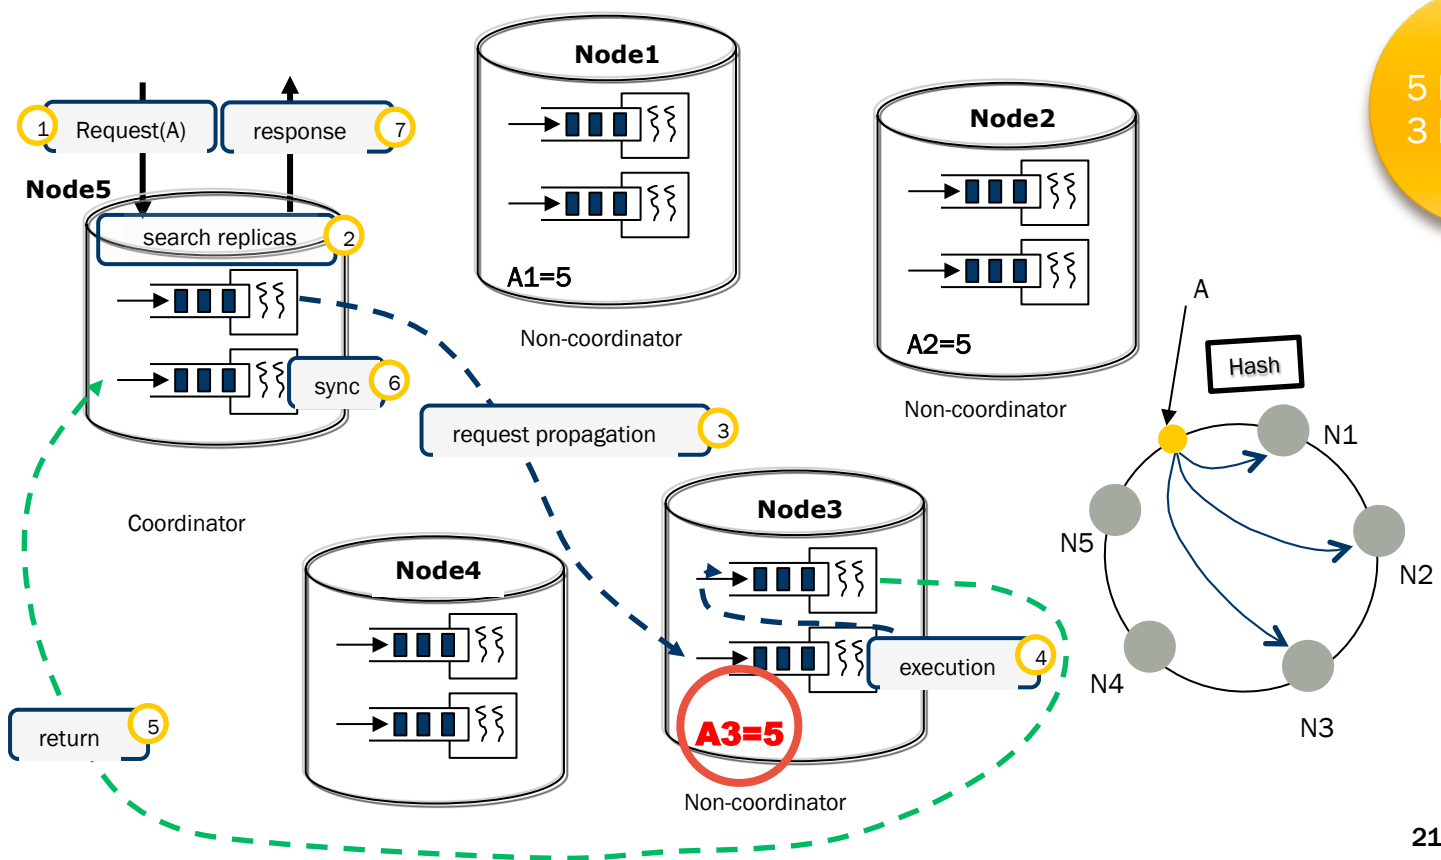 Node1
5
3
1
Request(A)
response
7
Node2
Node5
search replicas
2
A1=5
A
Non-coordinator
A2=5
Hash
sync
6
Non-coordinator
request propagation
3
N1
Node3
Coordinator
N5
Node4
N2
execution
4
N4
return
5
A3=5
N3
Non-coordinator
21